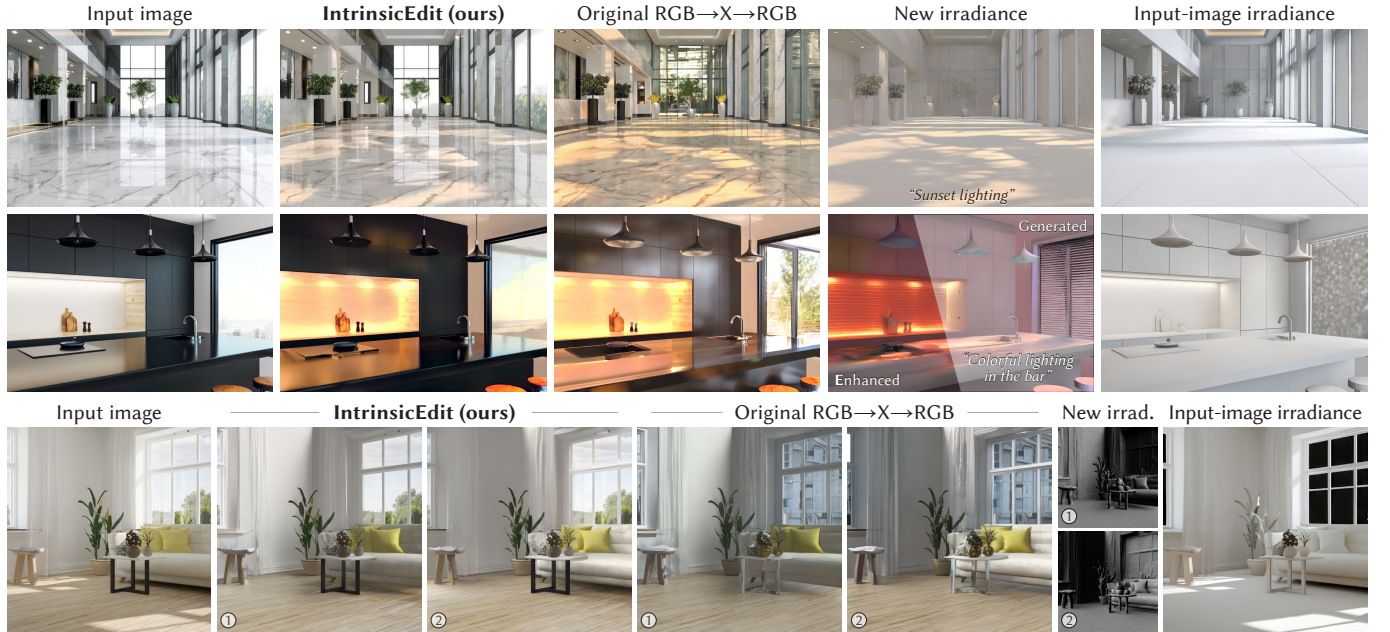 Input image
IntrinsicEdit (ours)
Original RGB→X→RGB
New irradiance
Input-image irradiance
"Sunset lighting"
Generated
"Colorful lighting
in the bar"
Enhanced
Input image
IntrinsicEdit (ours)
Original RGB→X→RGB
New irrad.
Input-image irradiance
①
①
①
②
②
②